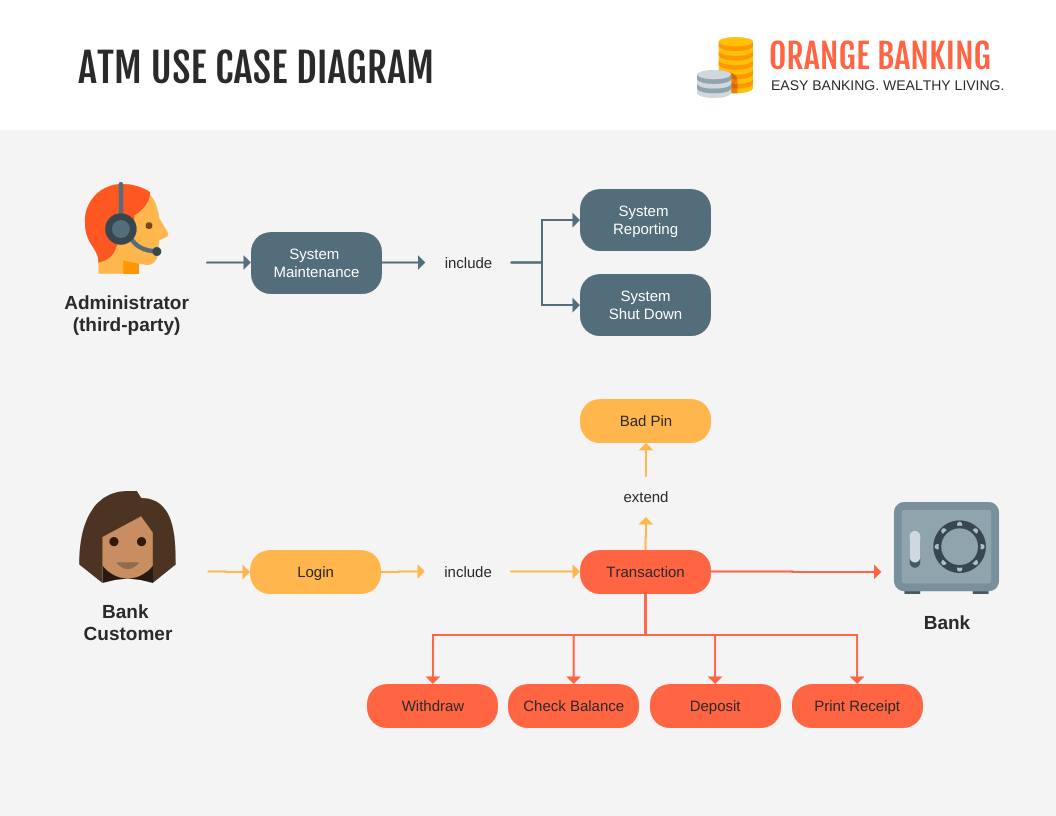 ATM USE CASE DIAGRAM
ORANGE BANKING
EASY BANKING. WEALTHY LIVING.
System
Reporting
System
Maintenance
include
System
Shut Down
Administrator
(third-party)
Bad Pin
extend
Login
include
Transaction
Bank
Customer
Bank
Withdraw
Check Balance
Deposit
Print Receipt